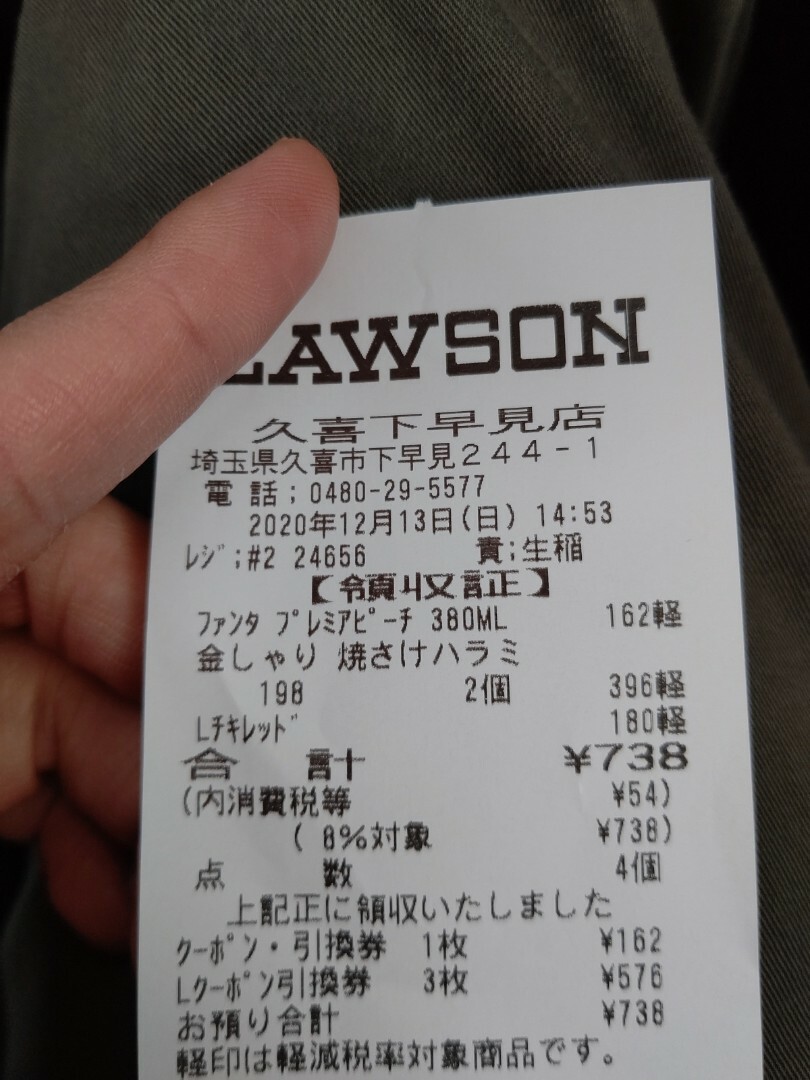 LAWSON
久喜下早見店
埼玉県久喜市下早見244-1
電話;0480-29-5577
2020年12月13日(日) 14:53
ﾚｼﾞ;#2 24656 責;生稲
【領収証】
ﾌｧﾝﾀ ﾌﾟﾚﾐｱﾋﾟｰﾁ 380ML 162軽
金しゃり 焼さけハラミ
198 2個 396軽
Lﾁｷﾚｯﾄﾞ 180軽
合計 ¥738
(内消費税等 ¥54)
( 8%対象 ¥738)
点数 4個
上記正に領収いたしました
ｸｰﾎﾟﾝ・引換券 1枚 ¥162
Lｸｰﾎﾟﾝ引換券 3枚 ¥576
お預り合計 ¥738
軽印は軽減税率対象商品です。